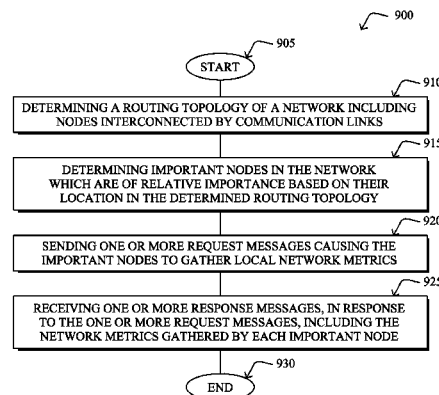 900
905
START
910
DETERMINING A ROUTING TOPOLOGY OF A NETWORK INCLUDING
NODES INTERCONNECTED BY COMMUNICATION LINKS
915
DETERMINING IMPORTANT NODES IN THE NETWORK
WHICH ARE OF RELATIVE IMPORTANCE BASED ON THEIR
LOCATION IN THE DETERMINED ROUTING TOPOLOGY
920
SENDING ONE OR MORE REQUEST MESSAGES CAUSING THE
IMPORTANT NODES TO GATHER LOCAL NETWORK METRICS
925
RECEIVING ONE OR MORE RESPONSE MESSAGES, IN RESPONSE
TO THE ONE OR MORE REQUEST MESSAGES, INCLUDING THE
NETWORK METRICS GATHERED BY EACH IMPORTANT NODE
930
END